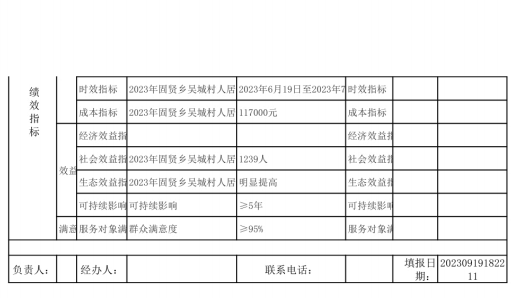 绩效指标
时效指标 2023年固贤乡吴城村人居 2023年6月19日至2023年7 时效指标
成本指标 2023年固贤乡吴城村人居 117000元 成本指标
经济效益指 经济效益指
效益
社会效益指 2023年固贤乡吴城村人居 1239人 社会效益指
生态效益指 2023年固贤乡吴城村人居 明显提高 生态效益指
可持续影响 可持续影响 ≥5年 可持续影响
满意 服务对象满 群众满意度 ≥95% 服务对象满
负责人: 经办人: 联系电话: 填报日期: 20230919182211